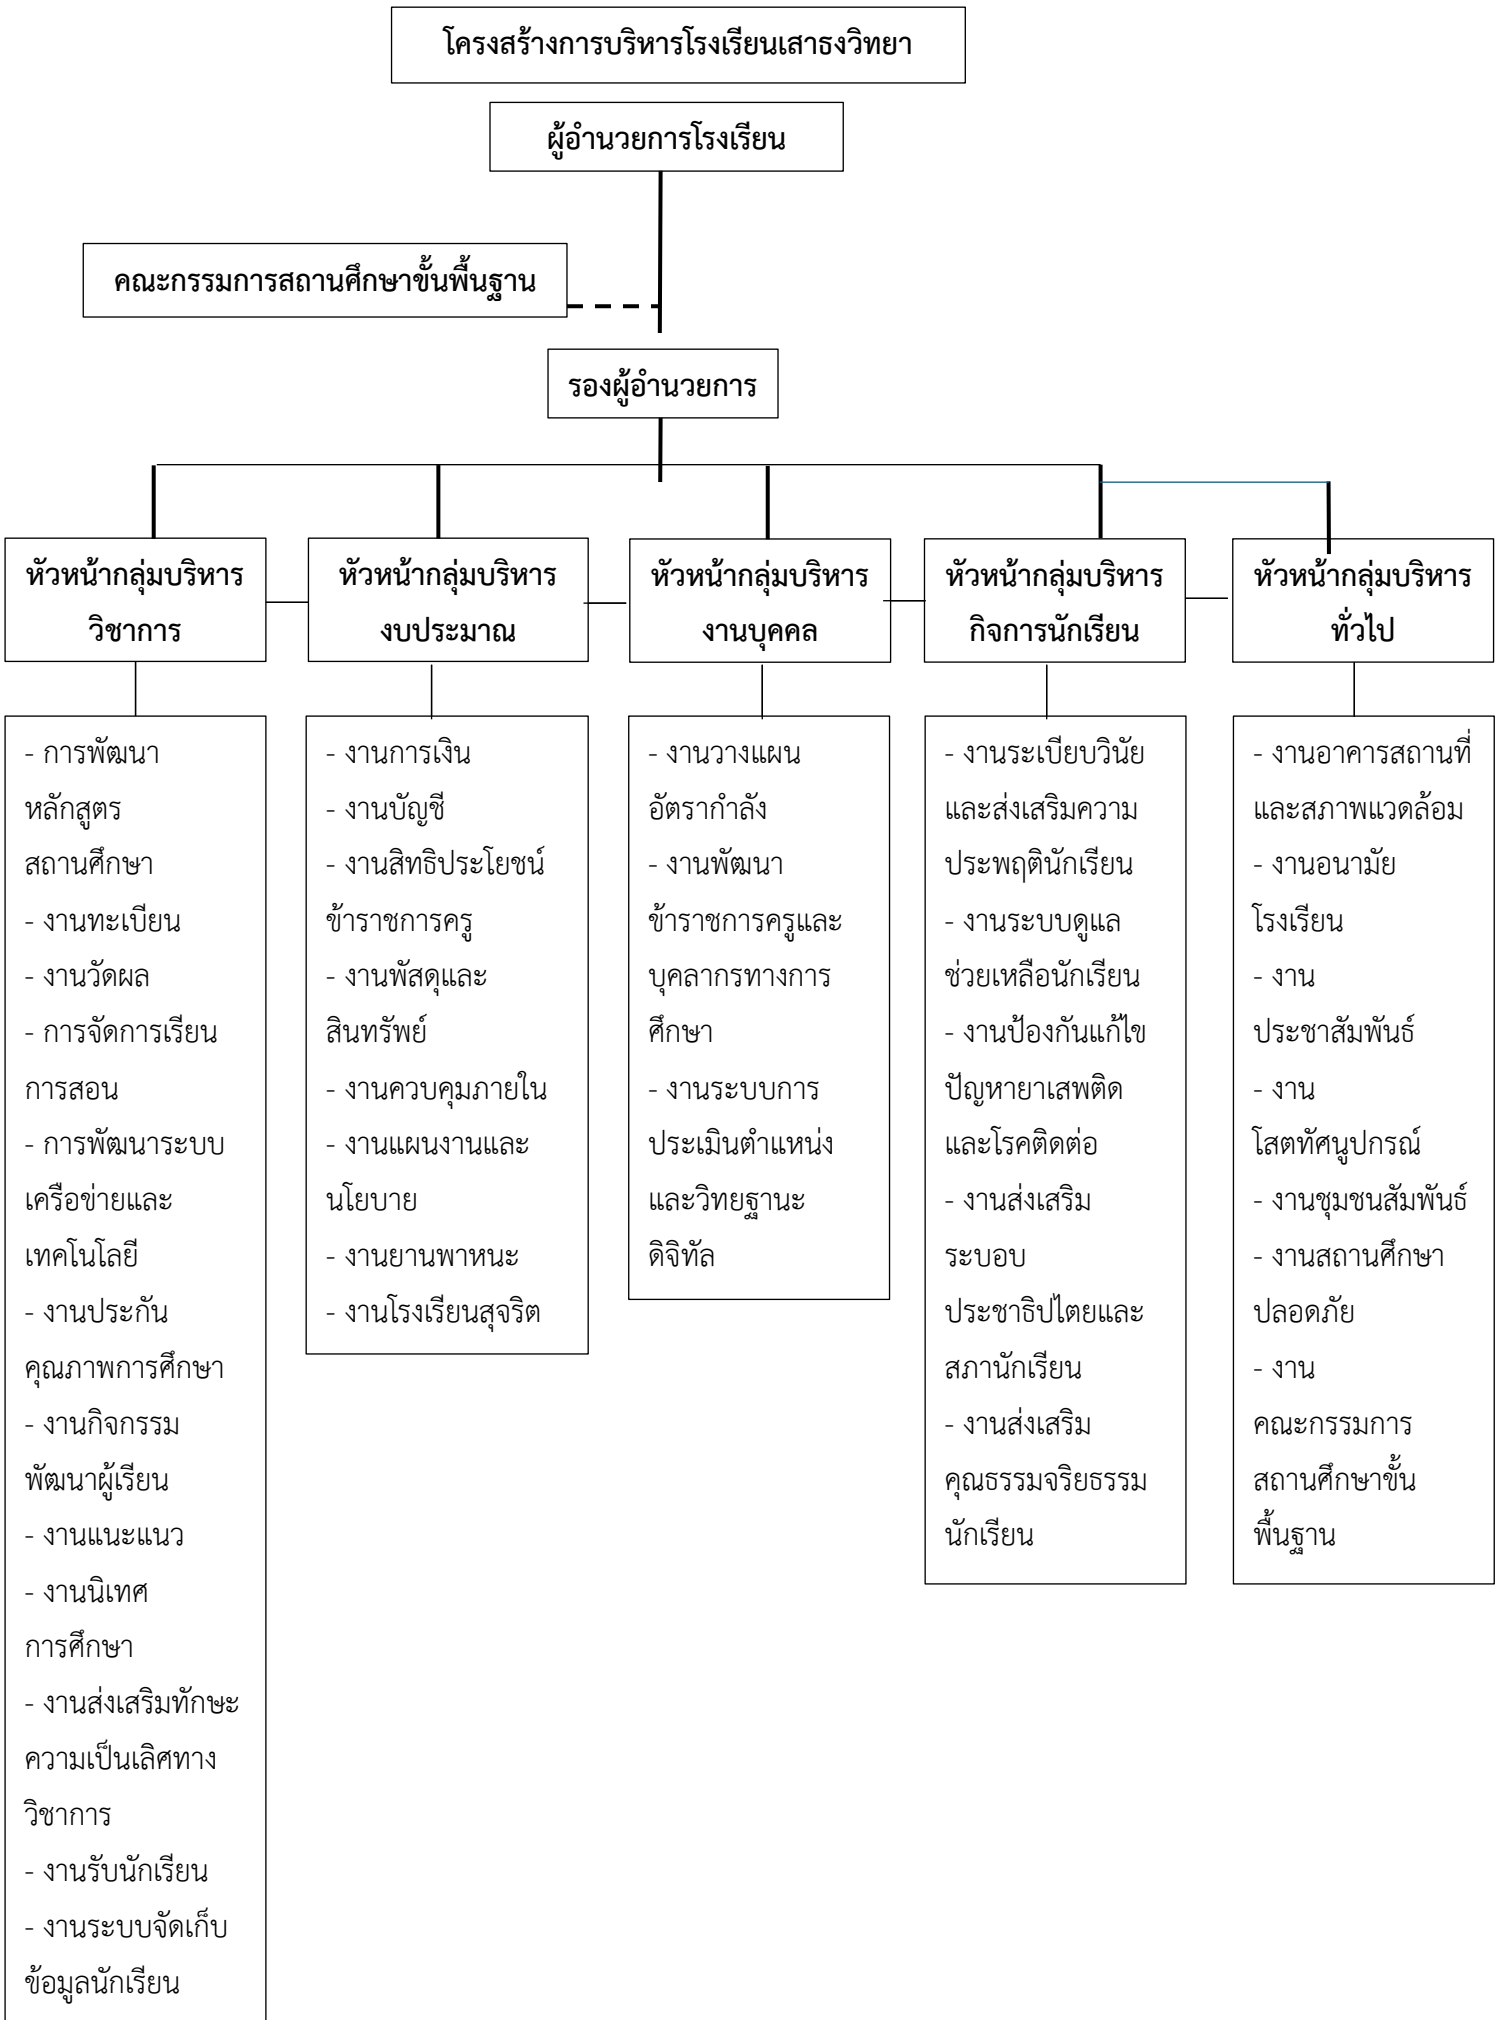 โครงสร้างการบริหารโรงเรียนเสาธงวิทยา
ผู้อำนวยการโรงเรียน
คณะกรรมการสถานศึกษาขั้นพื้นฐาน
รองผู้อำนวยการ
หัวหน้ากลุ่มบริหาร
วิชาการ
หัวหน้ากลุ่มบริหาร
งบประมาณ
หัวหน้ากลุ่มบริหาร
งานบุคคล
หัวหน้ากลุ่มบริหาร
กิจการนักเรียน
หัวหน้ากลุ่มบริหาร
ทั่วไป
- การพัฒนา
หลักสูตร
สถานศึกษา
- งานทะเบียน
- งานวัดผล
- การจัดการเรียน
การสอน
- การพัฒนาระบบ
เครือข่ายและ
เทคโนโลยี
- งานประกัน
คุณภาพการศึกษา
- งานกิจกรรม
พัฒนาผู้เรียน
- งานแนะแนว
- งานนิเทศ
การศึกษา
- งานส่งเสริมทักษะ
ความเป็นเลิศทาง
วิชาการ
- งานรับนักเรียน
- งานระบบจัดเก็บ
ข้อมูลนักเรียน
- งานการเงิน
- งานบัญชี
- งานสิทธิประโยชน์
ข้าราชการครู
- งานพัสดุและ
สินทรัพย์
- งานควบคุมภายใน
- งานแผนงานและ
นโยบาย
- งานยานพาหนะ
- งานโรงเรียนสุจริต
- งานวางแผน
อัตรากำลัง
- งานพัฒนา
ข้าราชการครูและ
บุคลากรทางการ
ศึกษา
- งานระบบการ
ประเมินตำแหน่ง
และวิทยฐานะ
ดิจิทัล
- งานระเบียบวินัย
และส่งเสริมความ
ประพฤตินักเรียน
- งานระบบดูแล
ช่วยเหลือนักเรียน
- งานป้องกันแก้ไข
ปัญหายาเสพติด
และโรคติดต่อ
- งานส่งเสริม
ระบอบ
ประชาธิปไตยและ
สภานักเรียน
- งานส่งเสริม
คุณธรรมจริยธรรม
นักเรียน
- งานอาคารสถานที่
และสภาพแวดล้อม
- งานอนามัย
โรงเรียน
- งาน
ประชาสัมพันธ์
- งาน
โสตทัศนูปกรณ์
- งานชุมชนสัมพันธ์
- งานสถานศึกษา
ปลอดภัย
- งาน
คณะกรรมการ
สถานศึกษาขั้น
พื้นฐาน